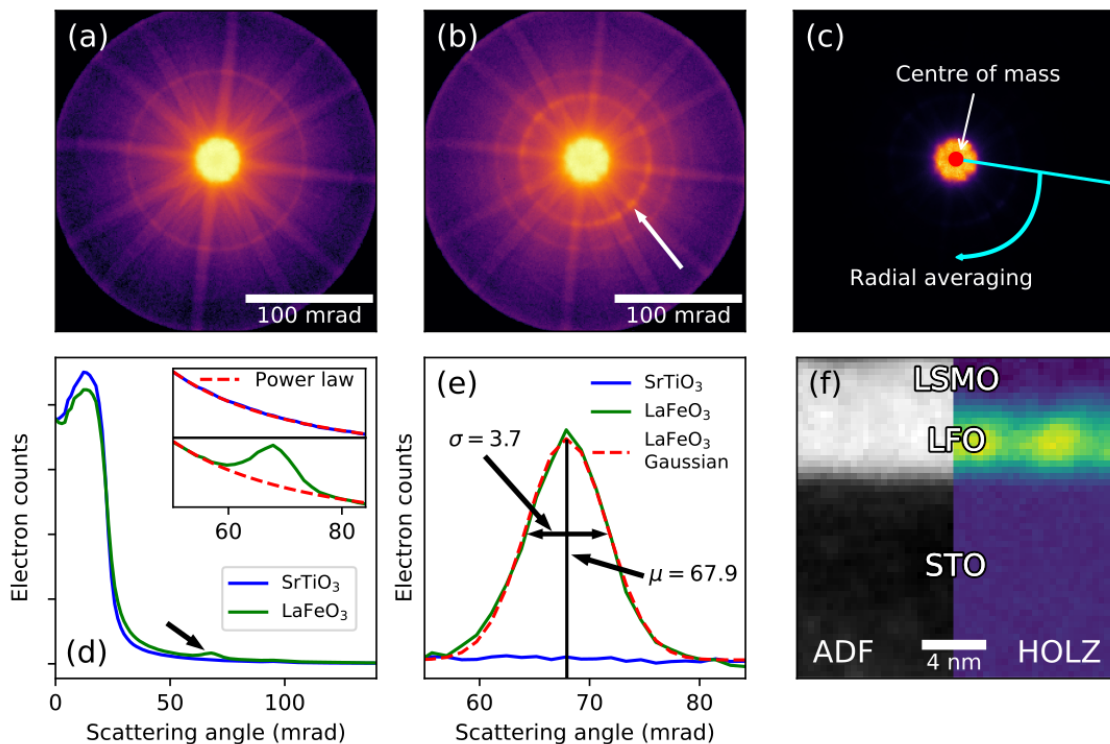 (a)
100 mrad
(b)
100 mrad
(c)
Centre of mass
Radial averaging
Electron counts
Power law
60
80
SrTiO₃
LaFeO₃
(d)
0
50
100
Scattering angle (mrad)
Electron counts
(e)
SrTiO₃
LaFeO₃
LaFeO₃
Gaussian
σ = 3.7
μ = 67.9
60
70
80
Scattering angle (mrad)
(f)
LSMO
LFO
STO
ADF
4 nm
HOLZ